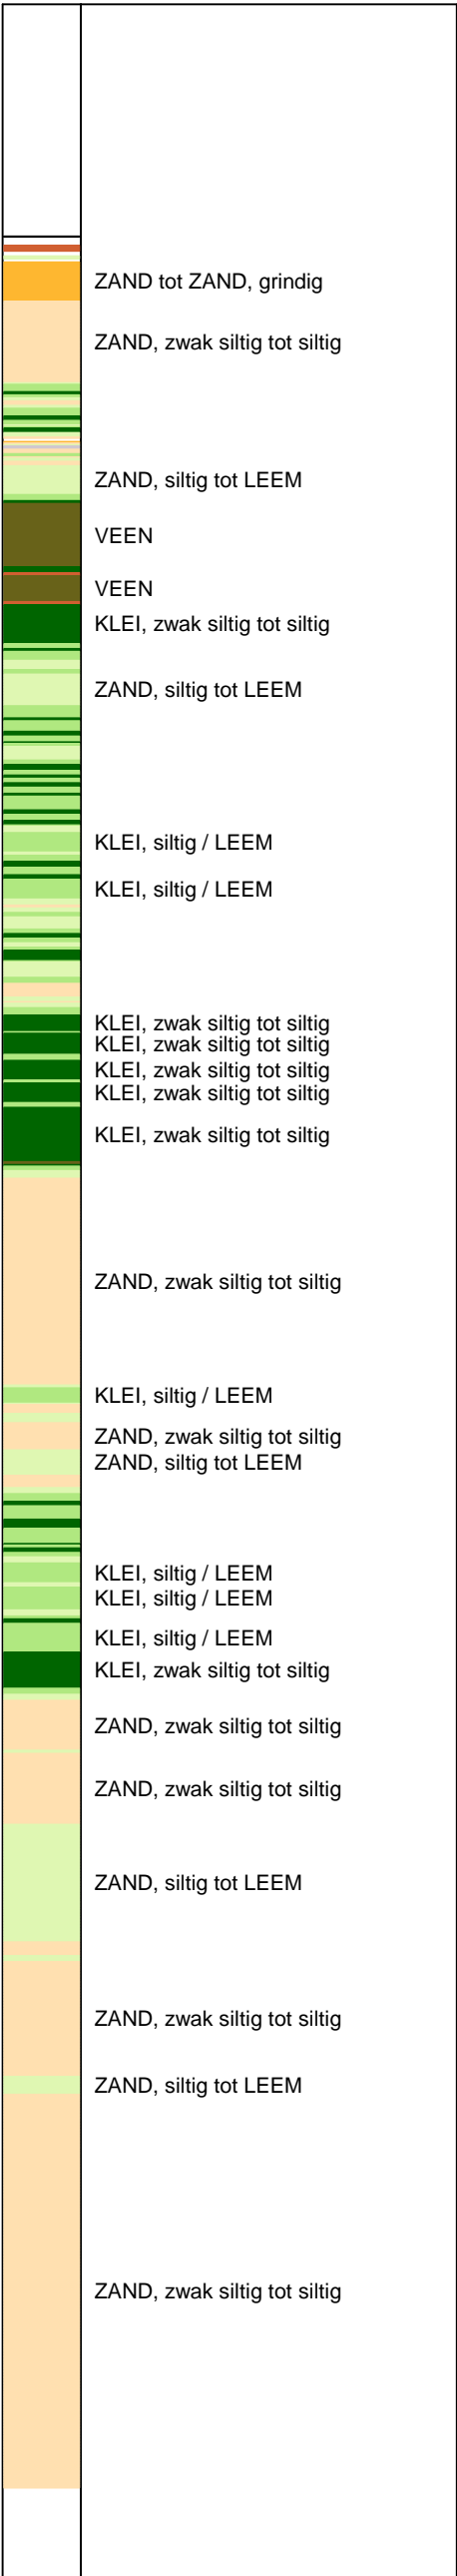 ZAND tot ZAND, grindig
ZAND, zwak siltig tot siltig
ZAND, siltig tot LEEM
VEEN
VEEN
KLEI, zwak siltig tot siltig
ZAND, siltig tot LEEM
KLEI, siltig / LEEM
KLEI, siltig / LEEM
KLEI, zwak siltig tot siltig
KLEI, zwak siltig tot siltig
KLEI, zwak siltig tot siltig
KLEI, zwak siltig tot siltig
KLEI, zwak siltig tot siltig
ZAND, zwak siltig tot siltig
KLEI, siltig / LEEM
ZAND, zwak siltig tot siltig
ZAND, siltig tot LEEM
KLEI, siltig / LEEM
KLEI, siltig / LEEM
KLEI, siltig / LEEM
KLEI, zwak siltig tot siltig
ZAND, zwak siltig tot siltig
ZAND, zwak siltig tot siltig
ZAND, siltig tot LEEM
ZAND, zwak siltig tot siltig
ZAND, siltig tot LEEM
ZAND, zwak siltig tot siltig